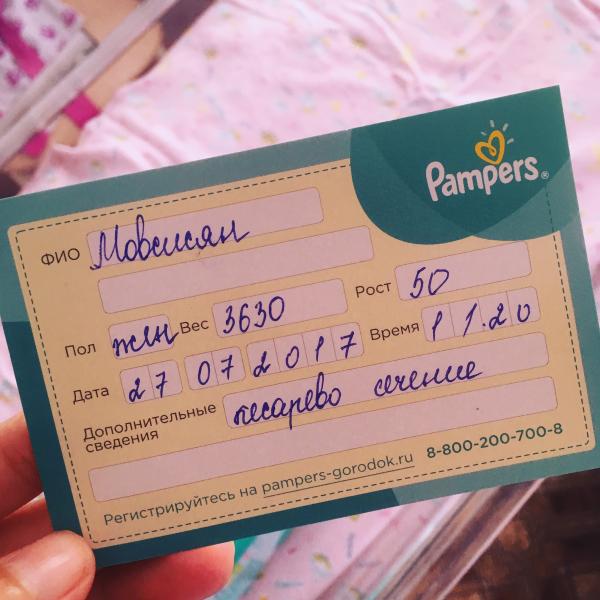 Pampers®
ФИО Мовсисян
Пол жен Вес 3630 Рост 50
Дата 27 07 2017 Время 11.20
Дополнительные сведения кесарево сечение
Регистрируйтесь на pampers-gorodok.ru 8-800-200-700-8